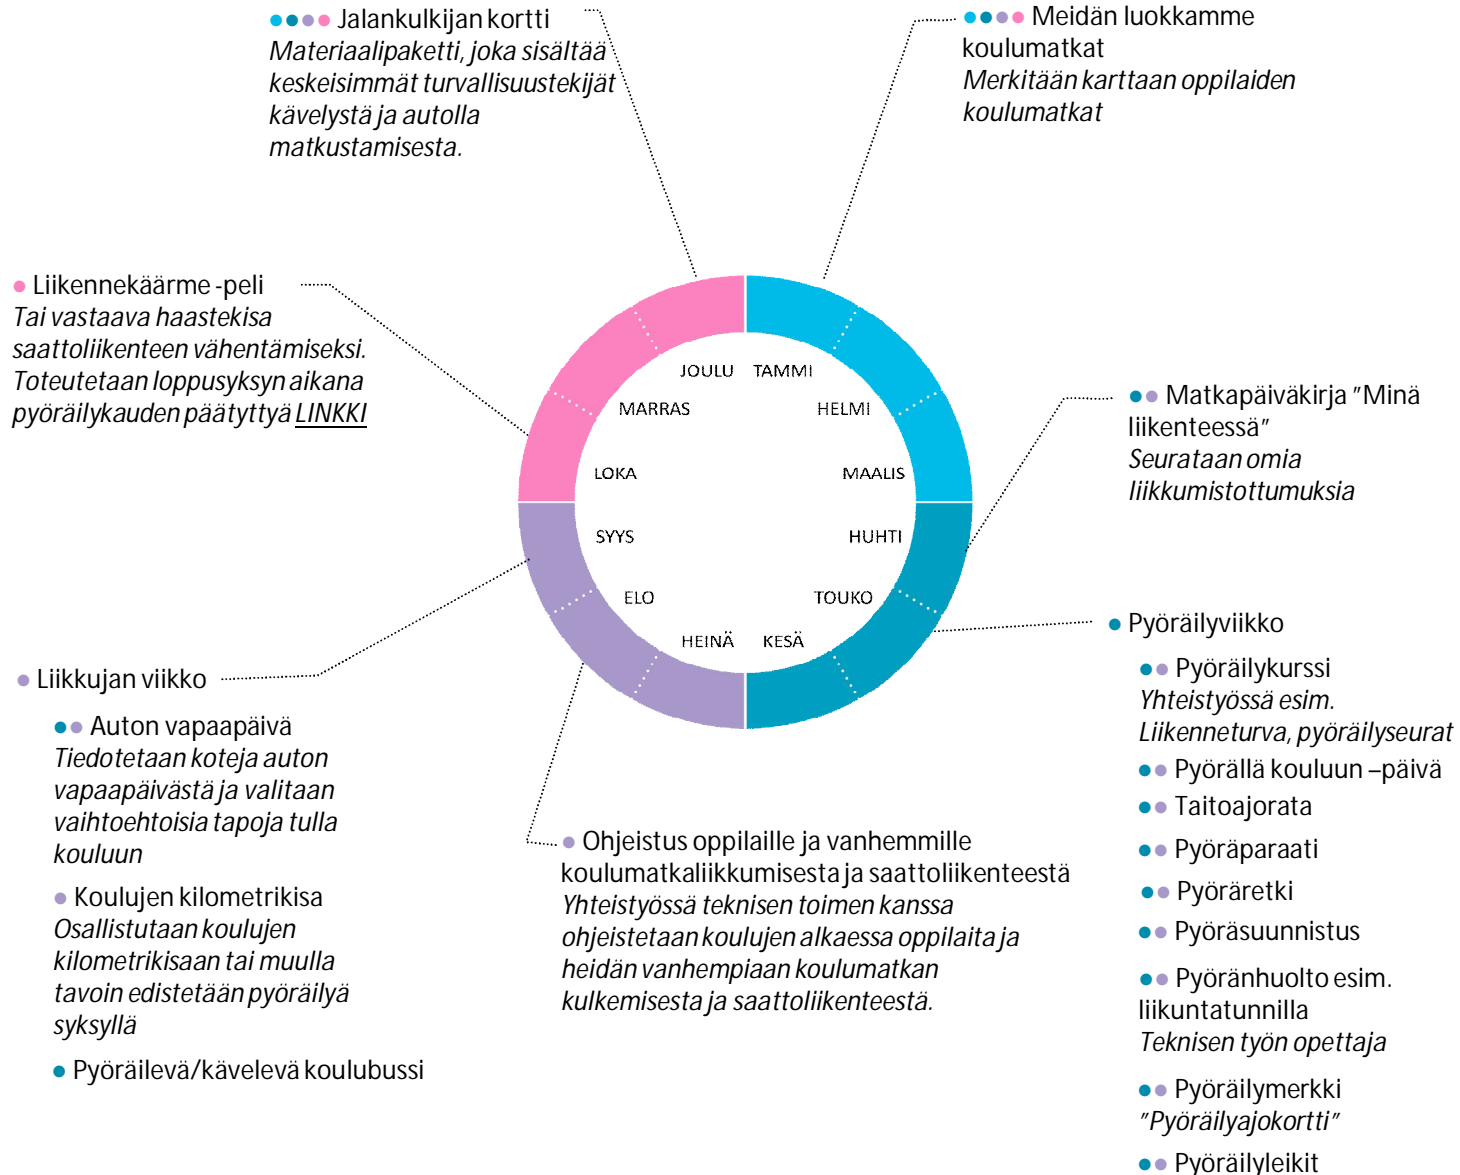 Jalankulkijan kortti
Materiaalipaketti, joka sisältää
keskeisimmät turvallisuustekijät
kävelystä ja autolla
matkustamisesta.
Meidän luokkamme
koulumatkat
Merkitään karttaan oppilaiden
koulumatkat
Liikennekäärme -peli
Tai vastaava haastekisa
saattoliikenteen vähentämiseksi.
Toteutetaan loppusyksyn aikana
pyöräilykauden päätyttyä LINKKI
JOULU
TAMMI
MARRAS
HELMI
LOKA
MAALIS
SYYS
HUHTI
ELO
TOUKO
HEINÄ
KESÄ
Matkapäiväkirja "Minä
liikenteessä"
Seurataan omia
liikkumistottumuksia
Pyöräilyviikko
Pyöräilykurssi
Yhteistyössä esim.
Liikenneturva, pyöräilyseurat
Pyörällä kouluun –päivä
Taitoajorata
Pyöräparaati
Pyöräretki
Pyöräsuunnistus
Pyöränhuolto esim.
liikuntatunnilla
Teknisen työn opettaja
Pyöräilymerkki
"Pyöräilyajokortti"
Pyöräilyleikit
Liikkujan viikko
Auton vapaapäivä
Tiedotetaan koteja auton
vapaapäivästä ja valitaan
vaihtoehtoisia tapoja tulla
kouluun
Koulujen kilometrikisa
Osallistutaan koulujen
kilometrikisaan tai muulla
tavoin edistetään pyöräilyä
syksyllä
Pyöräilevä/kävelevä koulubussi
Ohjeistus oppilaille ja vanhemmille
koulumatkaliikkumisesta ja saattoliikenteestä
Yhteistyössä teknisen toimen kanssa
ohjeistetaan koulujen alkaessa oppilaita ja
heidän vanhempiaan koulumatkan
kulkemisesta ja saattoliikenteestä.